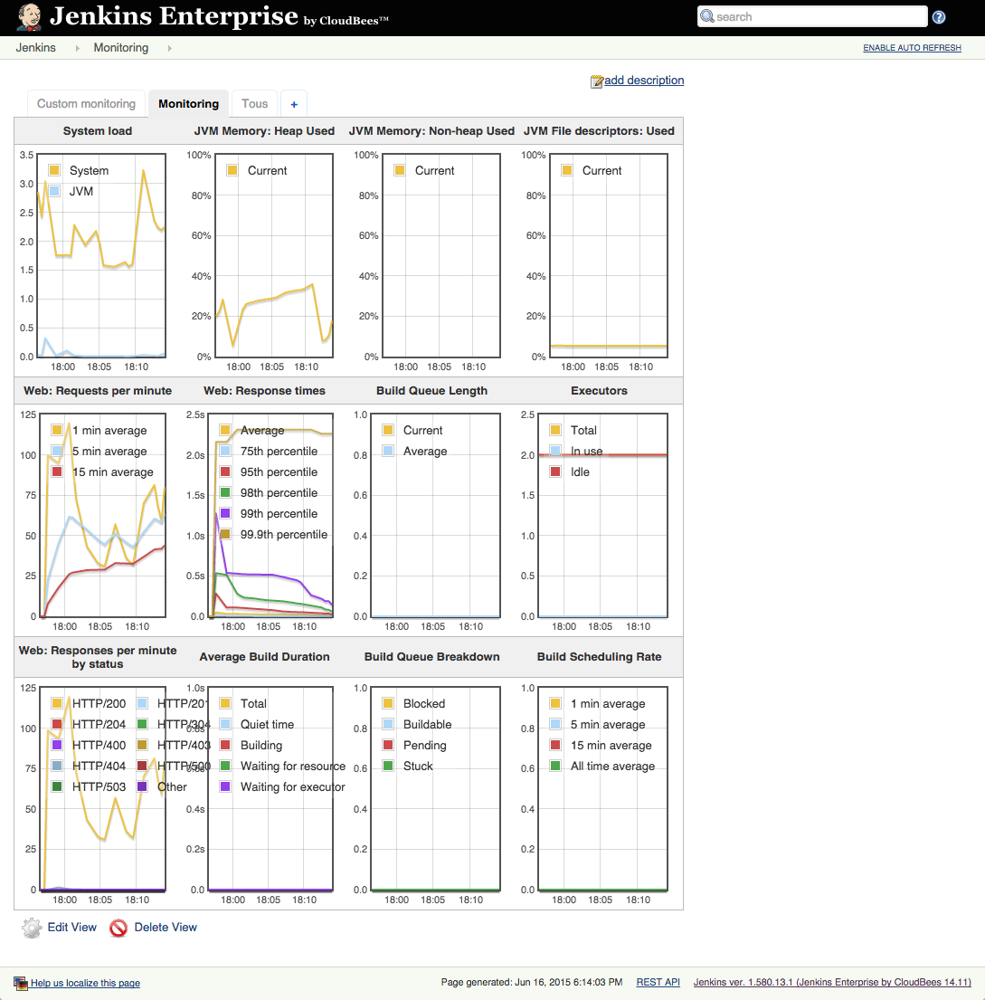 Jenkins Enterprise by CloudBees™
search
Jenkins Monitoring ENABLE AUTO REFRESH
add description
Custom monitoring Monitoring Tous +
System load JVM Memory: Heap Used JVM Memory: Non-heap Used JVM File descriptors: Used
3.5
3.0
2.5
2.0
1.5
1.0
0.5
0.0
System
JVM
18:00 18:05 18:10
100%
80%
60%
40%
20%
0%
Current
18:00 18:05 18:10
100%
80%
60%
40%
20%
0%
Current
18:00 18:05 18:10
100%
80%
60%
40%
20%
0%
Current
18:00 18:05 18:10
Web: Requests per minute Web: Response times Build Queue Length Executors
125
100
75
50
25
0
1 min average
5 min average
15 min average
18:00 18:05 18:10
2.5s
2.0s
1.5s
1.0s
0.5s
0.0s
Average
75th percentile
95th percentile
98th percentile
99th percentile
99.9th percentile
18:00 18:05 18:10
1.0
0.8
0.6
0.4
0.2
0.0
Current
Average
18:00 18:05 18:10
2.5
2.0
1.5
1.0
0.5
0.0
Total
In use
Idle
18:00 18:05 18:10
Web: Responses per minute
by status
Average Build Duration Build Queue Breakdown Build Scheduling Rate
125
100
75
50
25
0
HTTP/200 HTTP/201
HTTP/204 HTTP/304
HTTP/400 HTTP/403
HTTP/404 HTTP/500
HTTP/503 Other
18:00 18:05 18:10
1.0s
0.8s
0.6s
0.4s
0.2s
0.0s
Total
Quiet time
Building
Waiting for resource
Waiting for executor
18:00 18:05 18:10
1.0
0.8
0.6
0.4
0.2
0.0
Blocked
Buildable
Pending
Stuck
18:00 18:05 18:10
1.0
0.8
0.6
0.4
0.2
0.0
1 min average
5 min average
15 min average
All time average
18:00 18:05 18:10
Edit View Delete View
Help us localize this page Page generated: Jun 16, 2015 6:14:03 PM REST API Jenkins ver. 1.580.13.1 (Jenkins Enterprise by CloudBees 14.11)